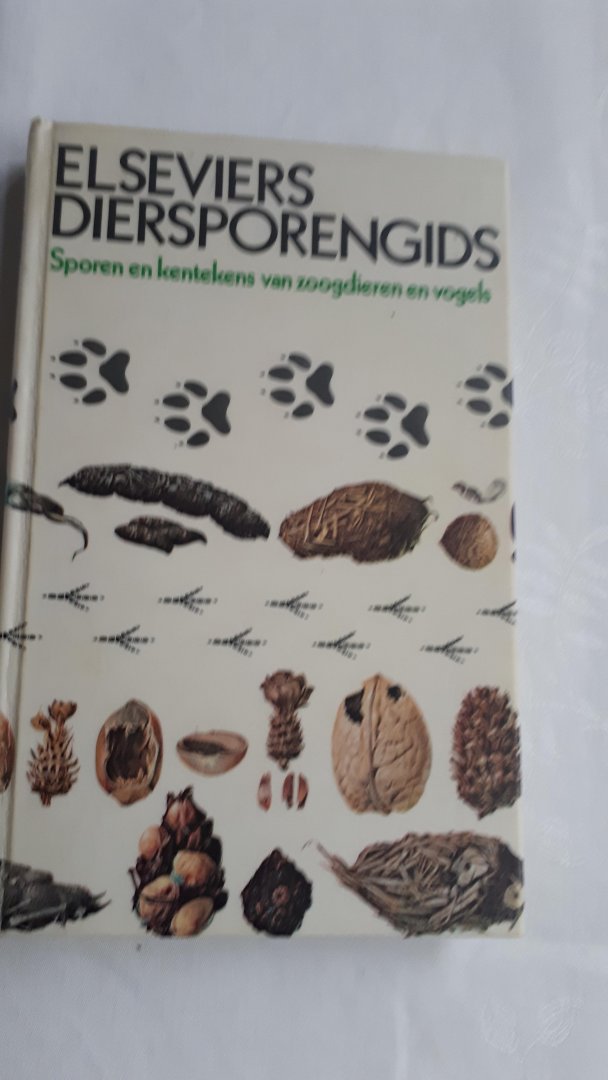 ELSEVIERS
DIERSPORENGIDS
Sporen en kentekens van zoogdieren en vogels